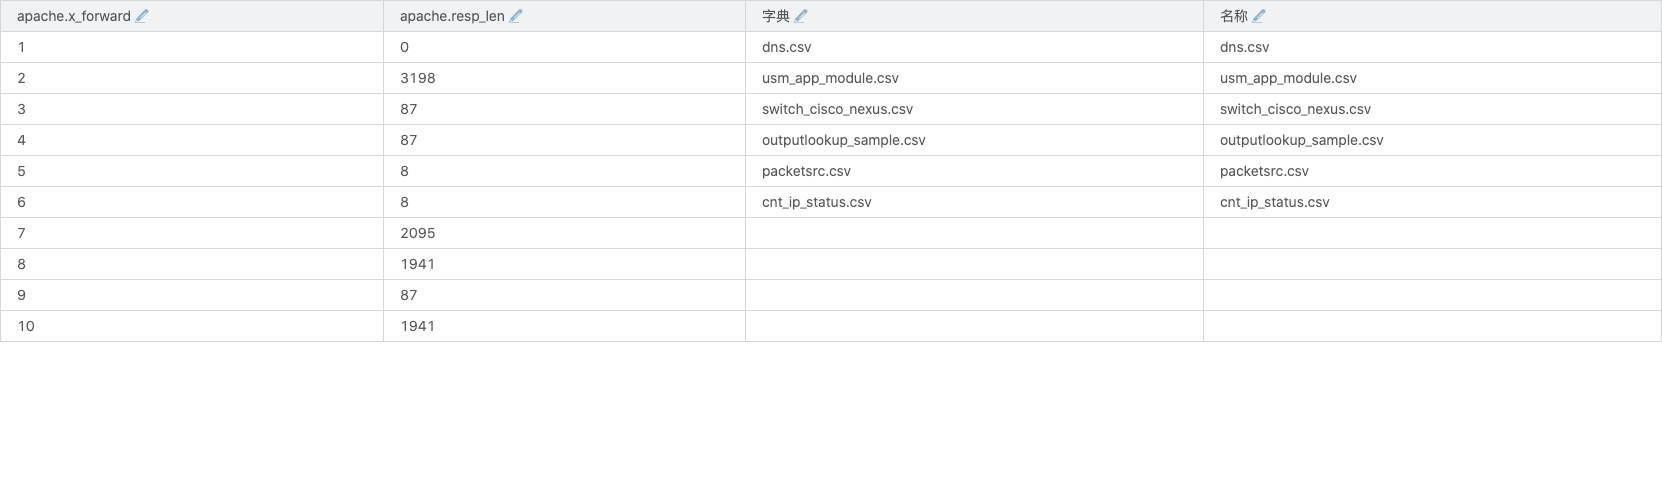 apache.x_forward apache.resp_len 字典 名称
1 0 dns.csv dns.csv
2 3198 usm_app_module.csv usm_app_module.csv
3 87 switch_cisco_nexus.csv switch_cisco_nexus.csv
4 87 outputlookup_sample.csv outputlookup_sample.csv
5 8 packetsrc.csv packetsrc.csv
6 8 cnt_ip_status.csv cnt_ip_status.csv
7 2095
8 1941
9 87
10 1941